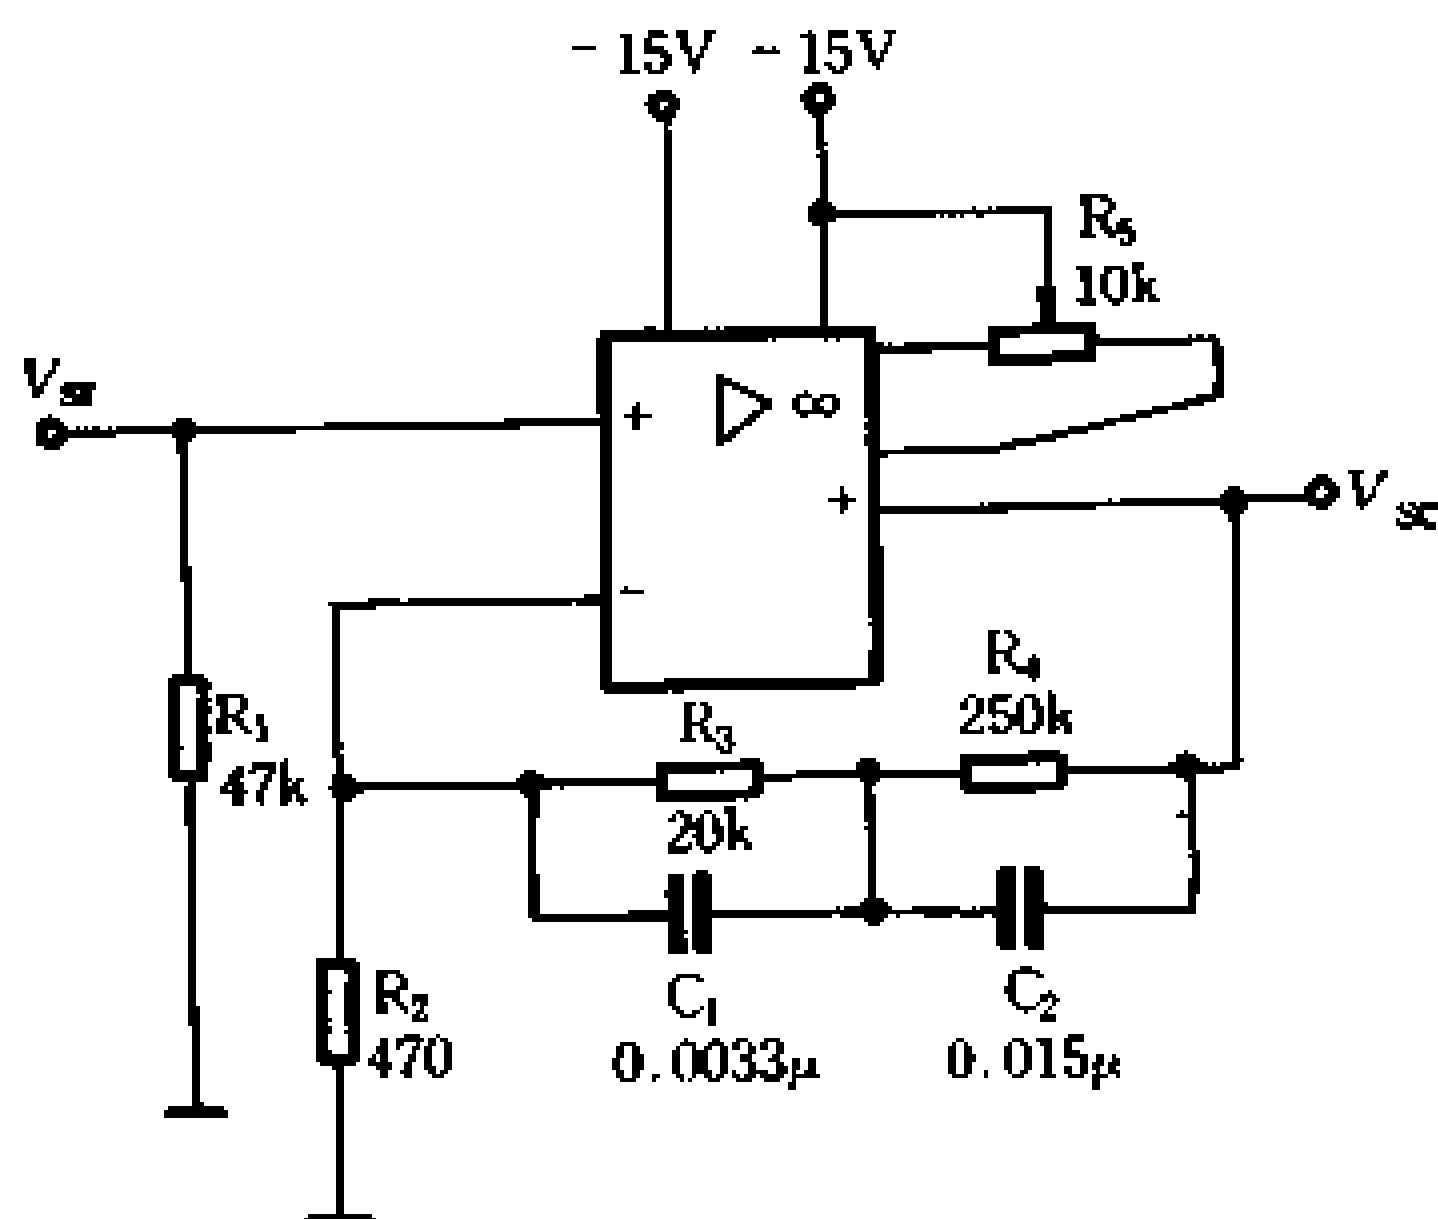 - 15V - 15V
R5
10k
Vsr
+ ▷ ∞
+
Vsc
-
R1
47k
R3
20k
R4
250k
R2
470
C1
0.0033μ
C2
0.015μ